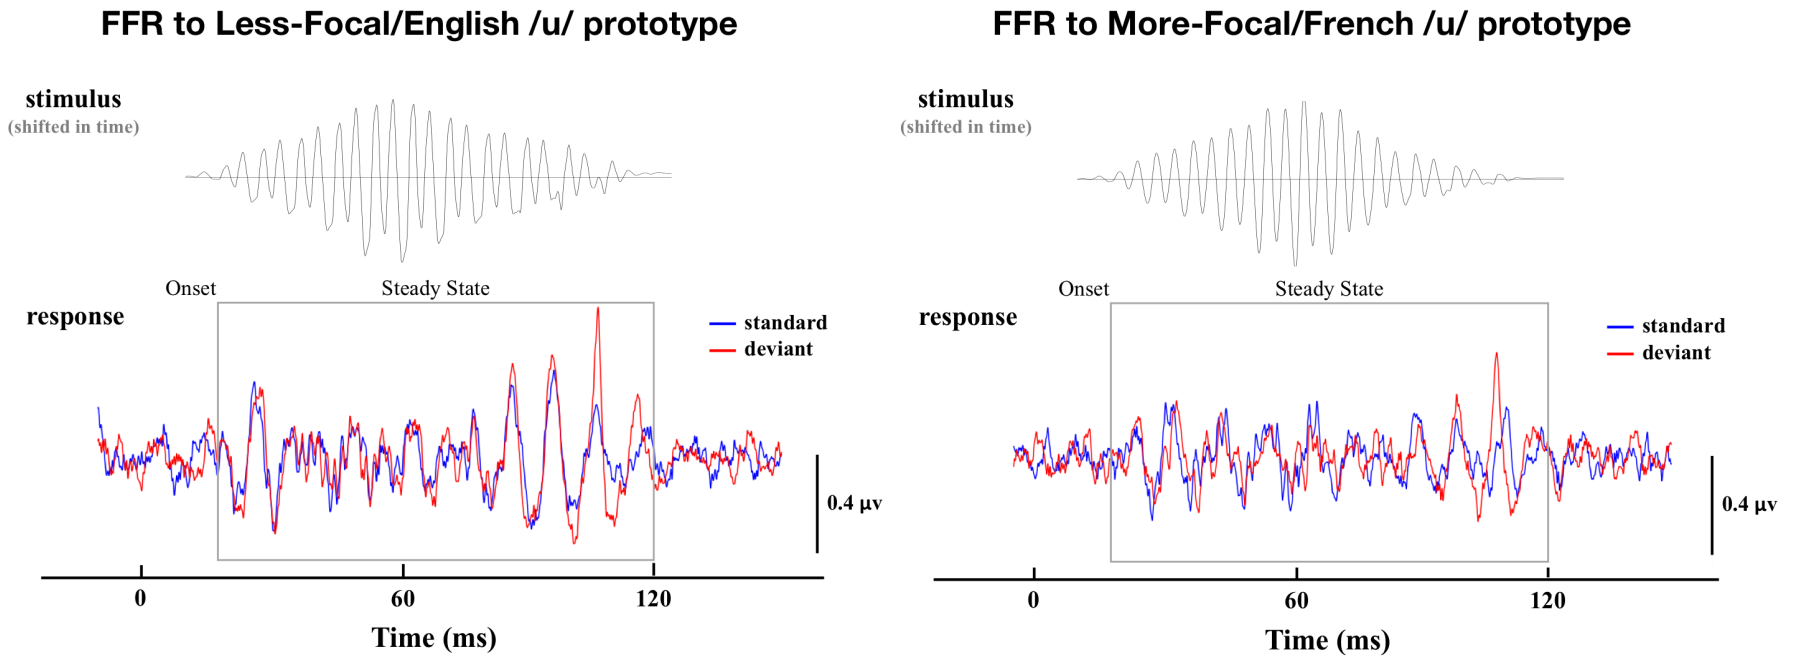 FFR to Less-Focal/English /u/ prototype
stimulus
(shifted in time)
Onset
Steady State
response
standard
deviant
0.4 μv
0
60
120
Time (ms)
FFR to More-Focal/French /u/ prototype
stimulus
(shifted in time)
Onset
Steady State
response
standard
deviant
0.4 μv
0
60
120
Time (ms)